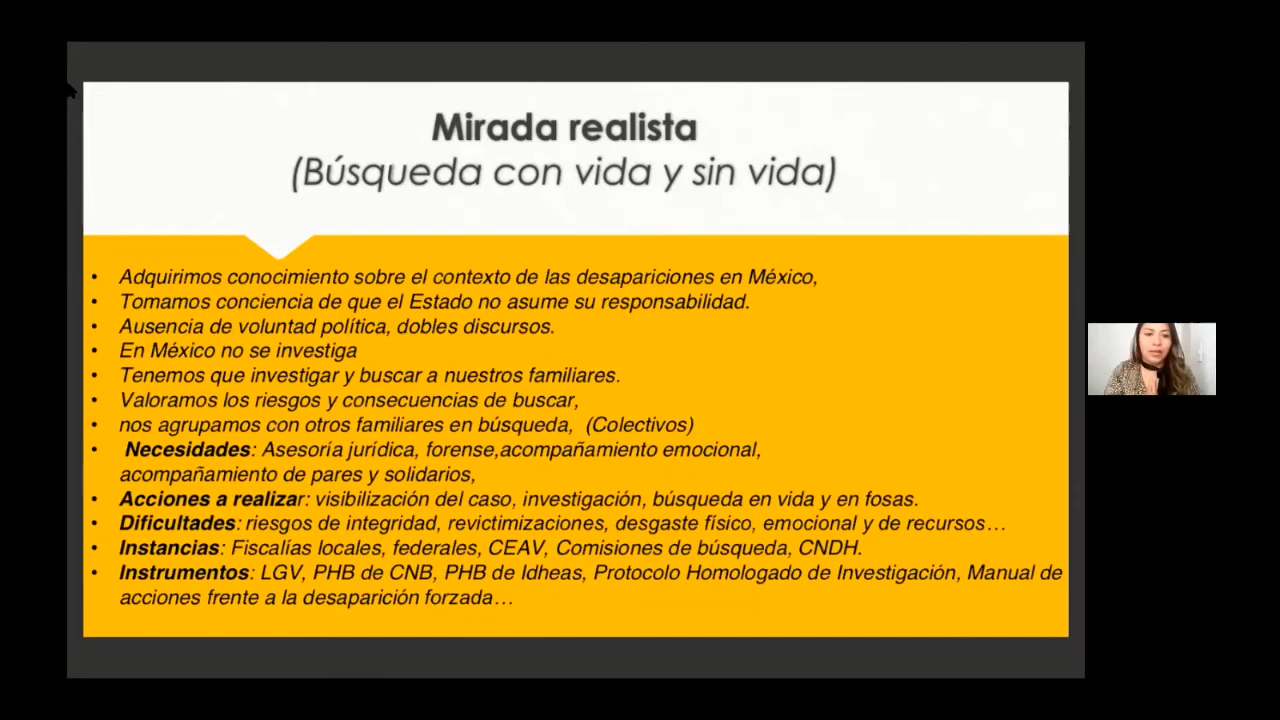 Mirada realista
(Búsqueda con vida y sin vida)
• Adquirimos conocimiento sobre el contexto de las desapariciones en México,
• Tomamos conciencia de que el Estado no asume su responsabilidad.
• Ausencia de voluntad política, dobles discursos.
• En México no se investiga
• Tenemos que investigar y buscar a nuestros familiares.
• Valoramos los riesgos y consecuencias de buscar,
• nos agrupamos con otros familiares en búsqueda, (Colectivos)
• Necesidades: Asesoría jurídica, forense,acompañamiento emocional,
acompañamiento de pares y solidarios,
• Acciones a realizar: visibilización del caso, investigación, búsqueda en vida y en fosas.
• Dificultades: riesgos de integridad, revictimizaciones, desgaste físico, emocional y de recursos…
• Instancias: Fiscalías locales, federales, CEAV, Comisiones de búsqueda, CNDH.
• Instrumentos: LGV, PHB de CNB, PHB de Idheas, Protocolo Homologado de Investigación, Manual de
acciones frente a la desaparición forzada…